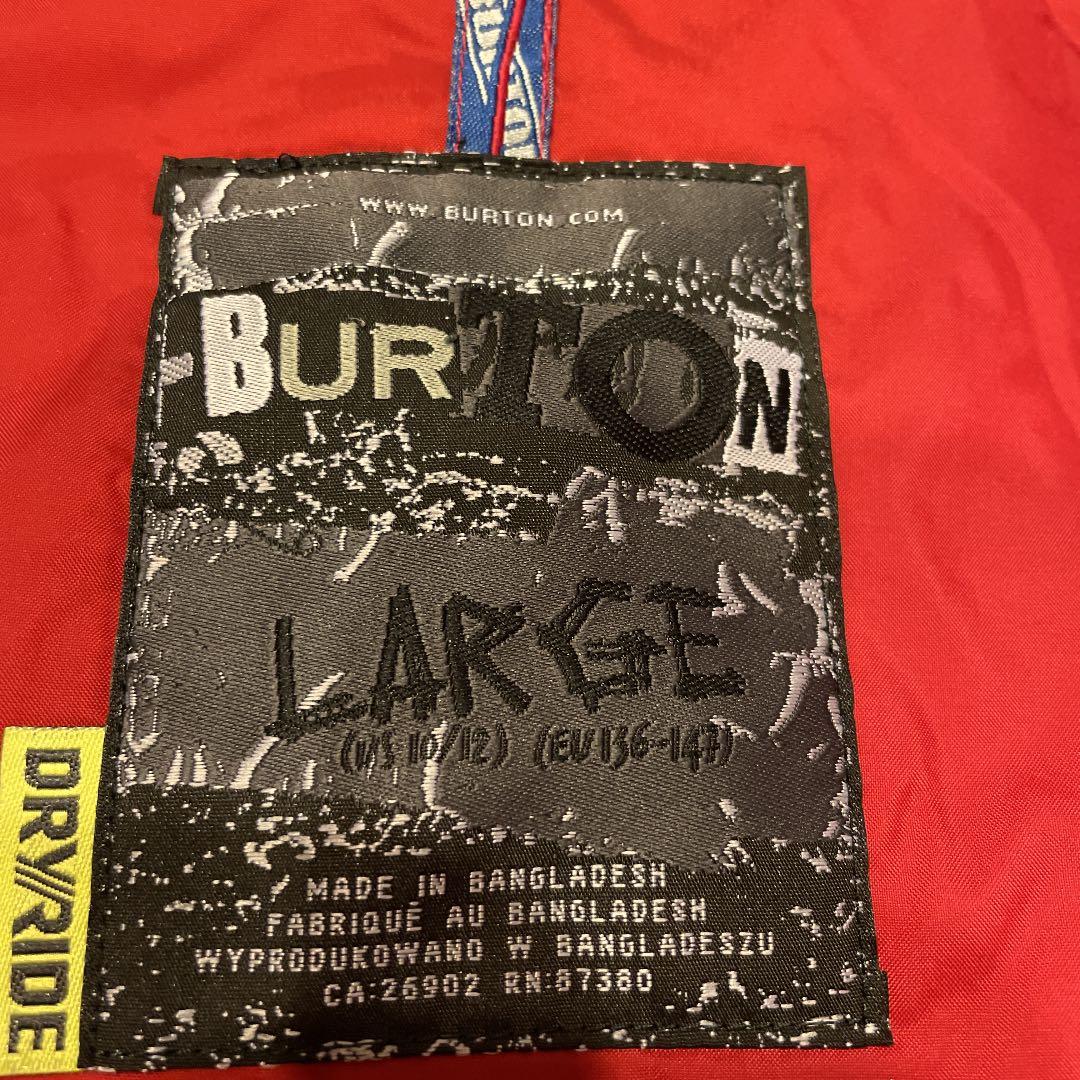 BURTON
WWW.BURTON.COM
BURTON
LARGE
(US 10/12) (EU 136-147)
DRY//RIDE
MADE IN BANGLADESH
FABRIQUÉ AU BANGLADESH
WYPRODUKOWANO W BANGLADESZU
CA:26902 RN:87380